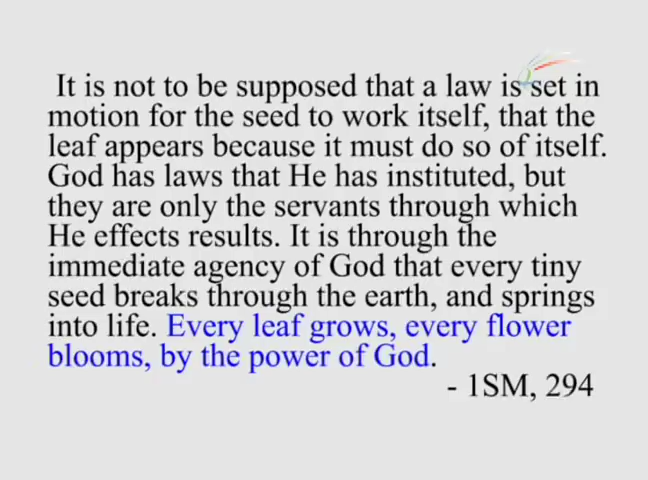 It is not to be supposed that a law is set in
motion for the seed to work itself, that the
leaf appears because it must do so of itself.
God has laws that He has instituted, but
they are only the servants through which
He effects results. It is through the
immediate agency of God that every tiny
seed breaks through the earth, and springs
into life. Every leaf grows, every flower
blooms, by the power of God.
- 1SM, 294